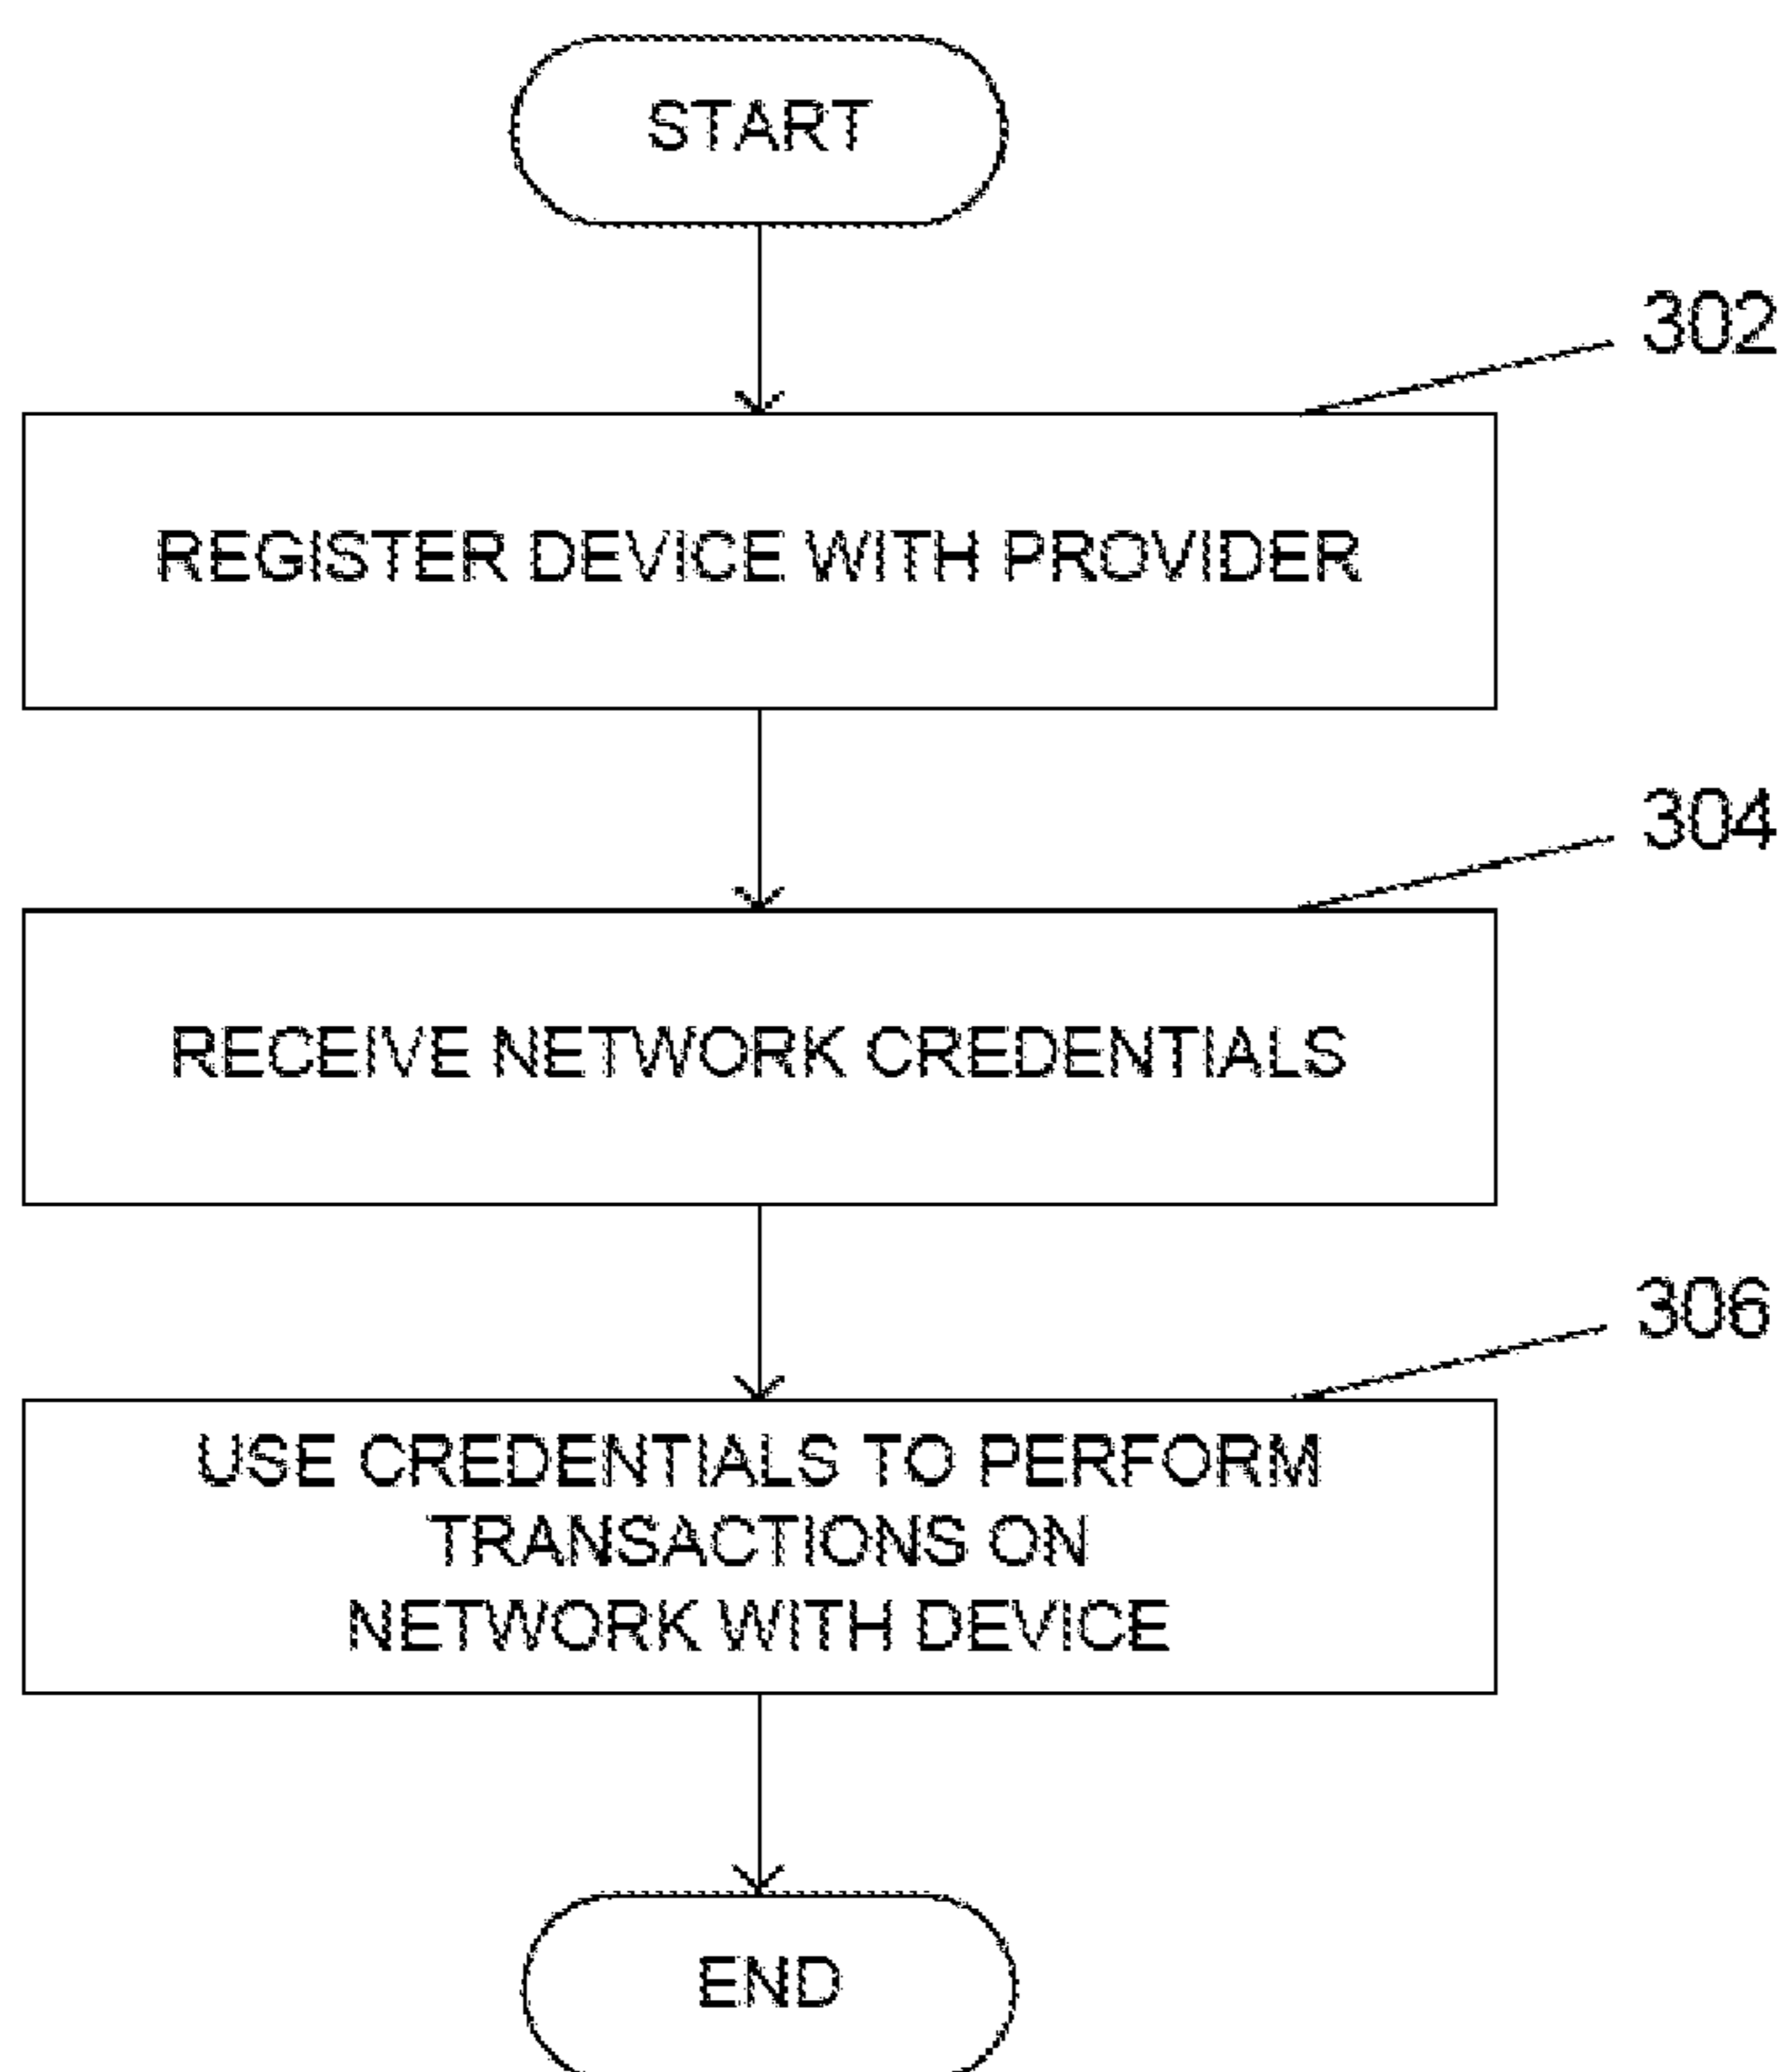 START
302
REGISTER DEVICE WITH PROVIDER
304
RECEIVE NETWORK CREDENTIALS
306
USE CREDENTIALS TO PERFORM
TRANSACTIONS ON
NETWORK WITH DEVICE
END